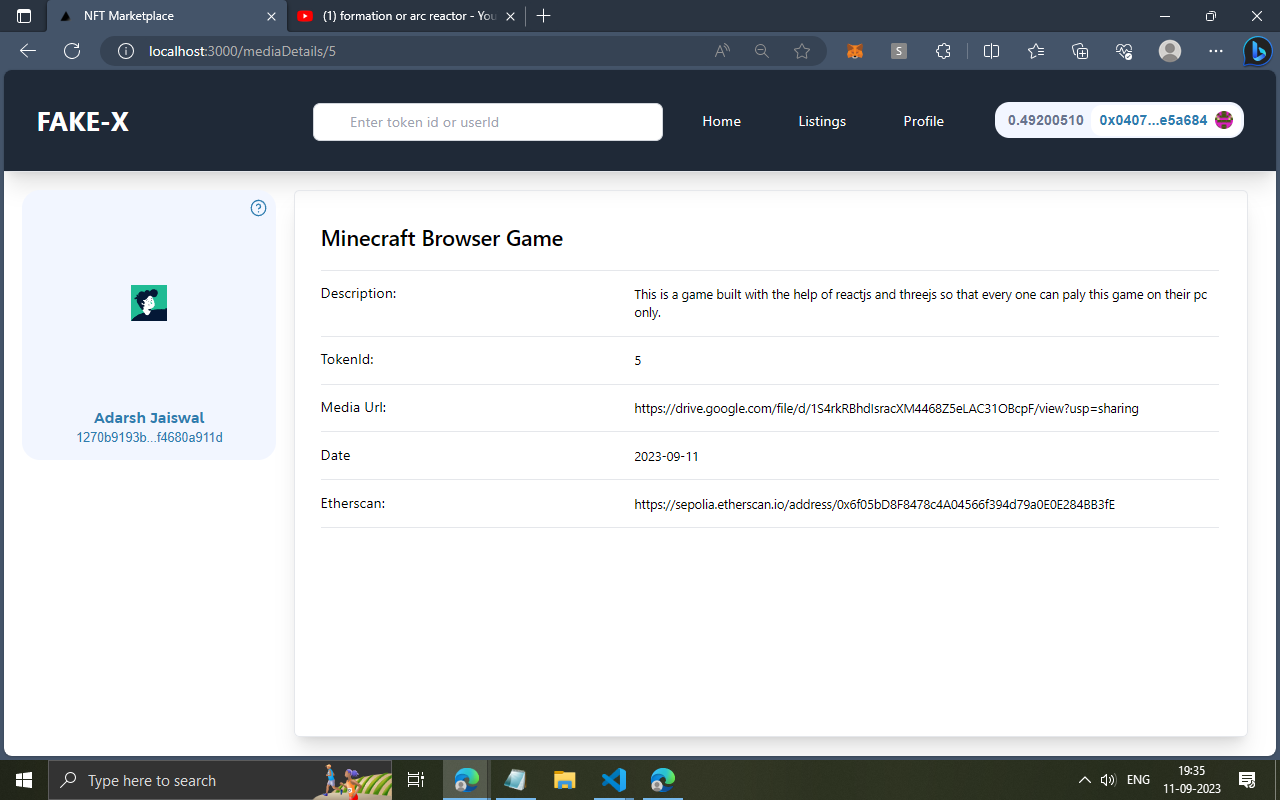 NFT Marketplace
(1) formation or arc reactor - You
localhost:3000/mediaDetails/5
S
FAKE-X
Enter token id or userId
Home
Listings
Profile
0.49200510
0x0407...e5a684
Adarsh Jaiswal
1270b9193b...f4680a911d
Minecraft Browser Game
Description:
This is a game built with the help of reactjs and threejs so that every one can paly this game on their pc
only.
TokenId:
5
Media Url:
https://drive.google.com/file/d/1S4rkRBhdIsracXM4468Z5eLAC31OBcpF/view?usp=sharing
Date
2023-09-11
Etherscan:
https://sepolia.etherscan.io/address/0x6f05bD8F8478c4A04566f394d79a0E0E284BB3fE
Type here to search
ENG
19:35
11-09-2023